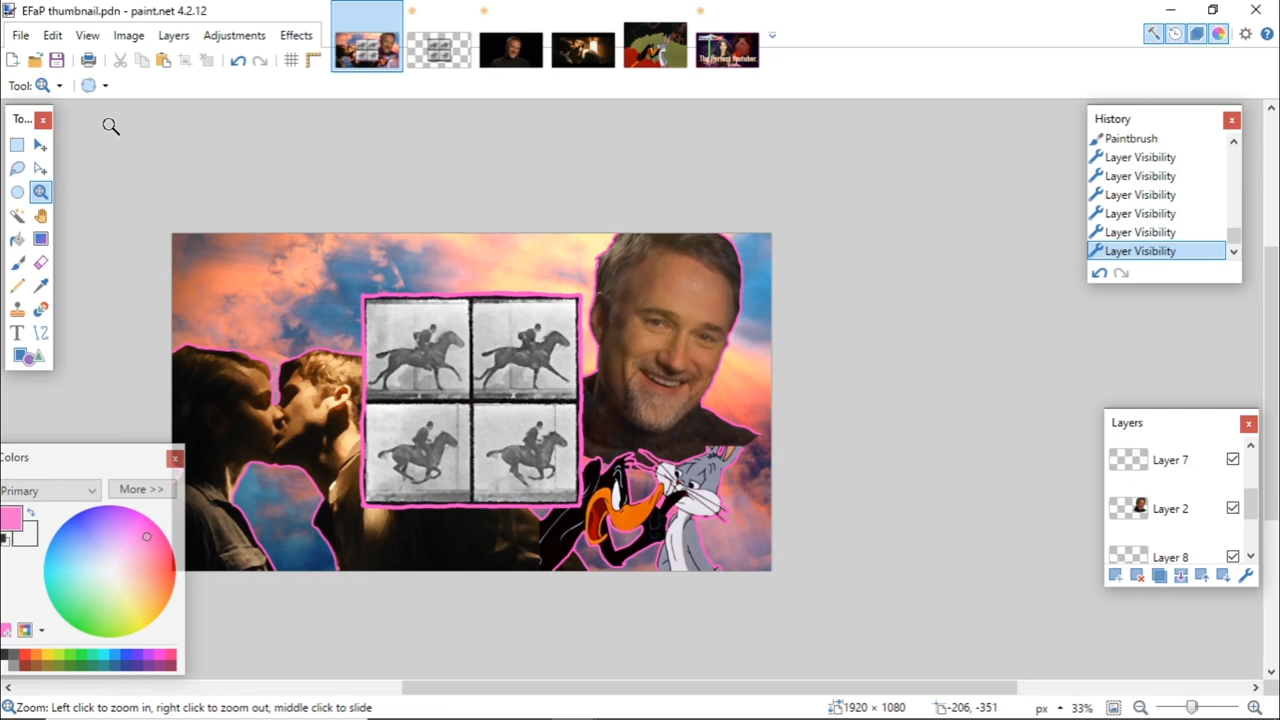 EFaP thumbnail.pdn - paint.net 4.2.12
File Edit View Image Layers Adjustments Effects
The Perfect Youtuber.
Tool:
To...
History
Paintbrush
Layer Visibility
Layer Visibility
Layer Visibility
Layer Visibility
Layer Visibility
Layer Visibility
Layers
Layer 7
Layer 2
Layer 8
Colors
Primary
More >>
Zoom: Left click to zoom in, right click to zoom out, middle click to slide
1920 × 1080
-206, -351
px
33%